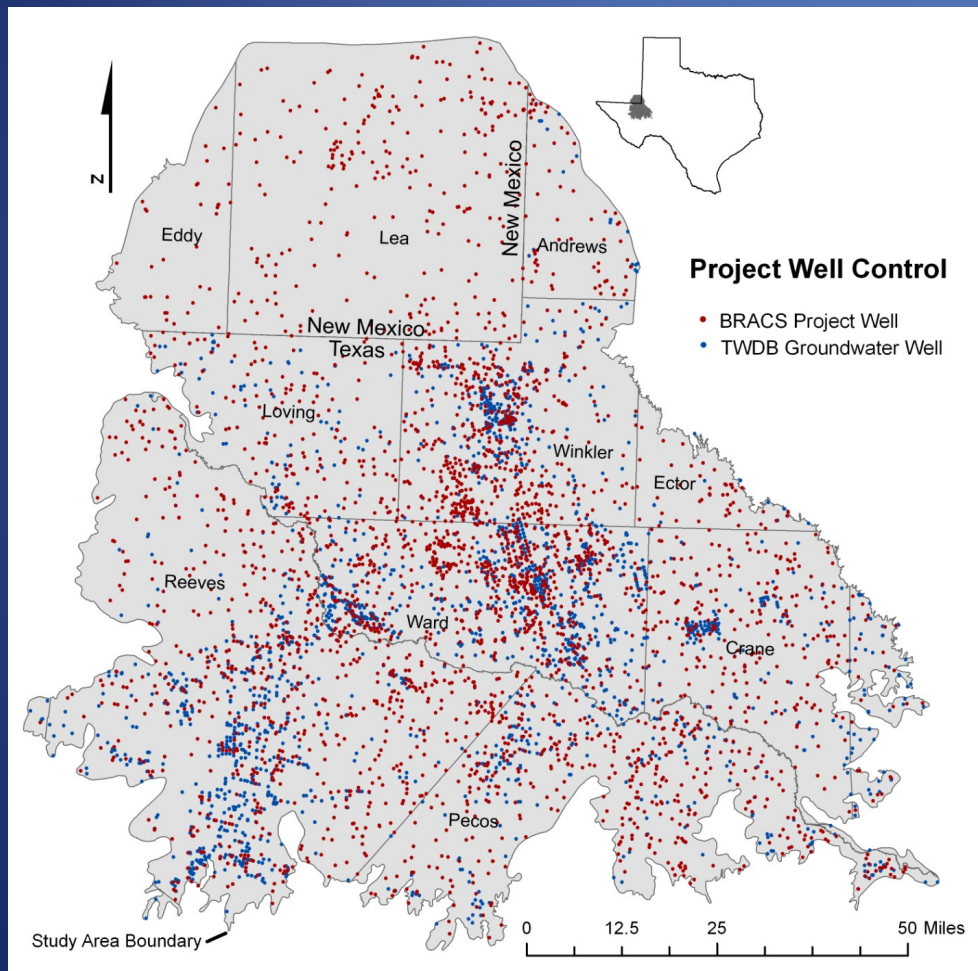 N
New Mexico
Eddy
Lea
Andrews
Project Well Control
BRACS Project Well
TWDB Groundwater Well
New Mexico
Texas
Loving
Winkler
Ector
Reeves
Ward
Crane
Pecos
Study Area Boundary
0 12.5 25 50 Miles